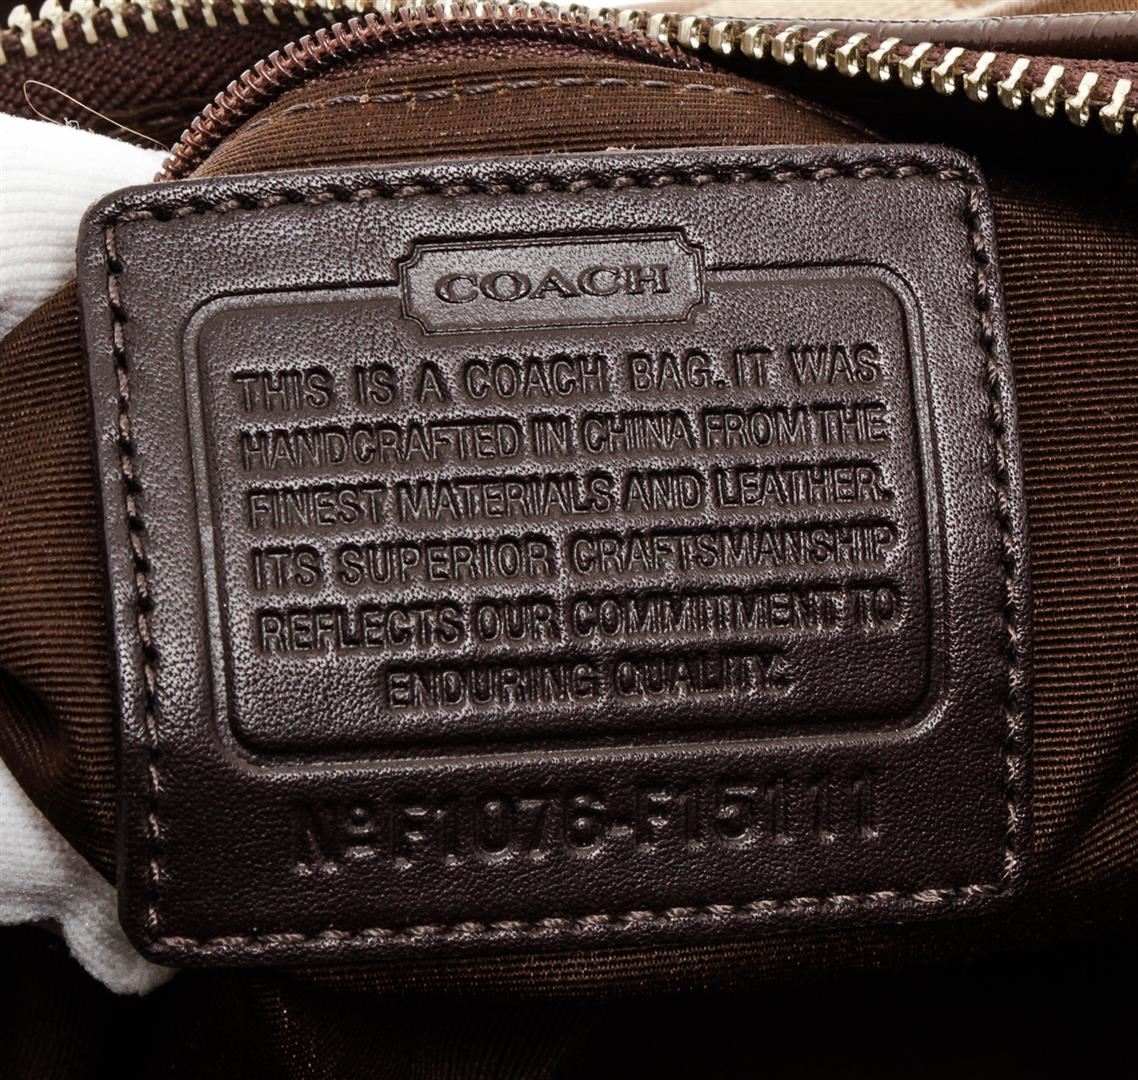 COACH
THIS IS A COACH BAG. IT WAS
HANDCRAFTED IN CHINA FROM THE
FINEST MATERIALS AND LEATHER.
ITS SUPERIOR CRAFTSMANSHIP
REFLECTS OUR COMMITMENT TO
ENDURING QUALITY.
Nº F1076-F15111